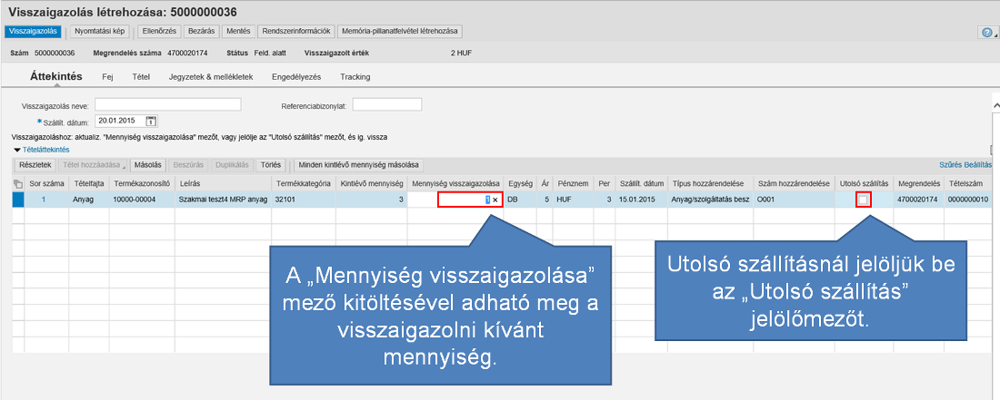 Visszaigazolás létrehozása: 5000000036
Visszaigazolás Nyomtatási kép Ellenőrzés Bezárás Mentés Rendszerinformációk Memória-pillanatfelvétel létrehozása
Szám 5000000036 Megrendelés száma 4700020174 Státus Feld. alatt Visszaigazolt érték 2 HUF
Áttekintés Fej Tétel Jegyzetek & mellékletek Engedélyezés Tracking
Visszaigazolás neve: Referenciabizonylat:
* Szállít. dátum: 20.01.2015
Visszaigazoláshoz: aktualiz. "Mennyiség visszaigazolása" mezőt, vagy jelölje az "Utolsó szállítás" mezőt, és ig. vissza
Tételáttekintés
Részletek Tétel hozzáadása Másolás Beszúrás Duplikálás Törlés Minden kintlévő mennyiség másolása Szűrés Beállítás
Sor száma Tételfajta Termékazonosító Leírás Termékkategória Kintlévő mennyiség Mennyiség visszaigazolása Egység Ár Pénznem Per Szállít. dátum Típus hozzárendelése Szám hozzárendelése Utolsó szállítás Megrendelés Tételszám
1 Anyag 10000-00004 Szakmai teszt4 MRP anyag 32101 3 1 × DB 5 HUF 3 15.01.2015 Anyag/szolgáltatás besz O001 4700020174 0000000010
A „Mennyiség visszaigazolása”
mező kitöltésével adható meg a
visszaigazolni kívánt
mennyiség.
Utolsó szállításnál jelöljük be
az „Utolsó szállítás”
jelölőmezőt.